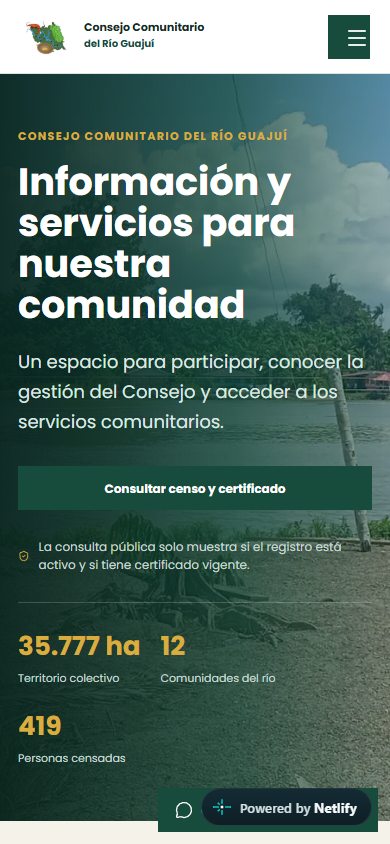 Consejo Comunitario
del Río Guajuí
CONSEJO COMUNITARIO DEL RÍO GUAJUÍ
Información y
servicios para
nuestra
comunidad
Un espacio para participar, conocer la
gestión del Consejo y acceder a los
servicios comunitarios.
Consultar censo y certificado
La consulta pública solo muestra si el registro está
activo y si tiene certificado vigente.
35.777 ha
Territorio colectivo
12
Comunidades del río
419
Personas censadas
Powered by Netlify